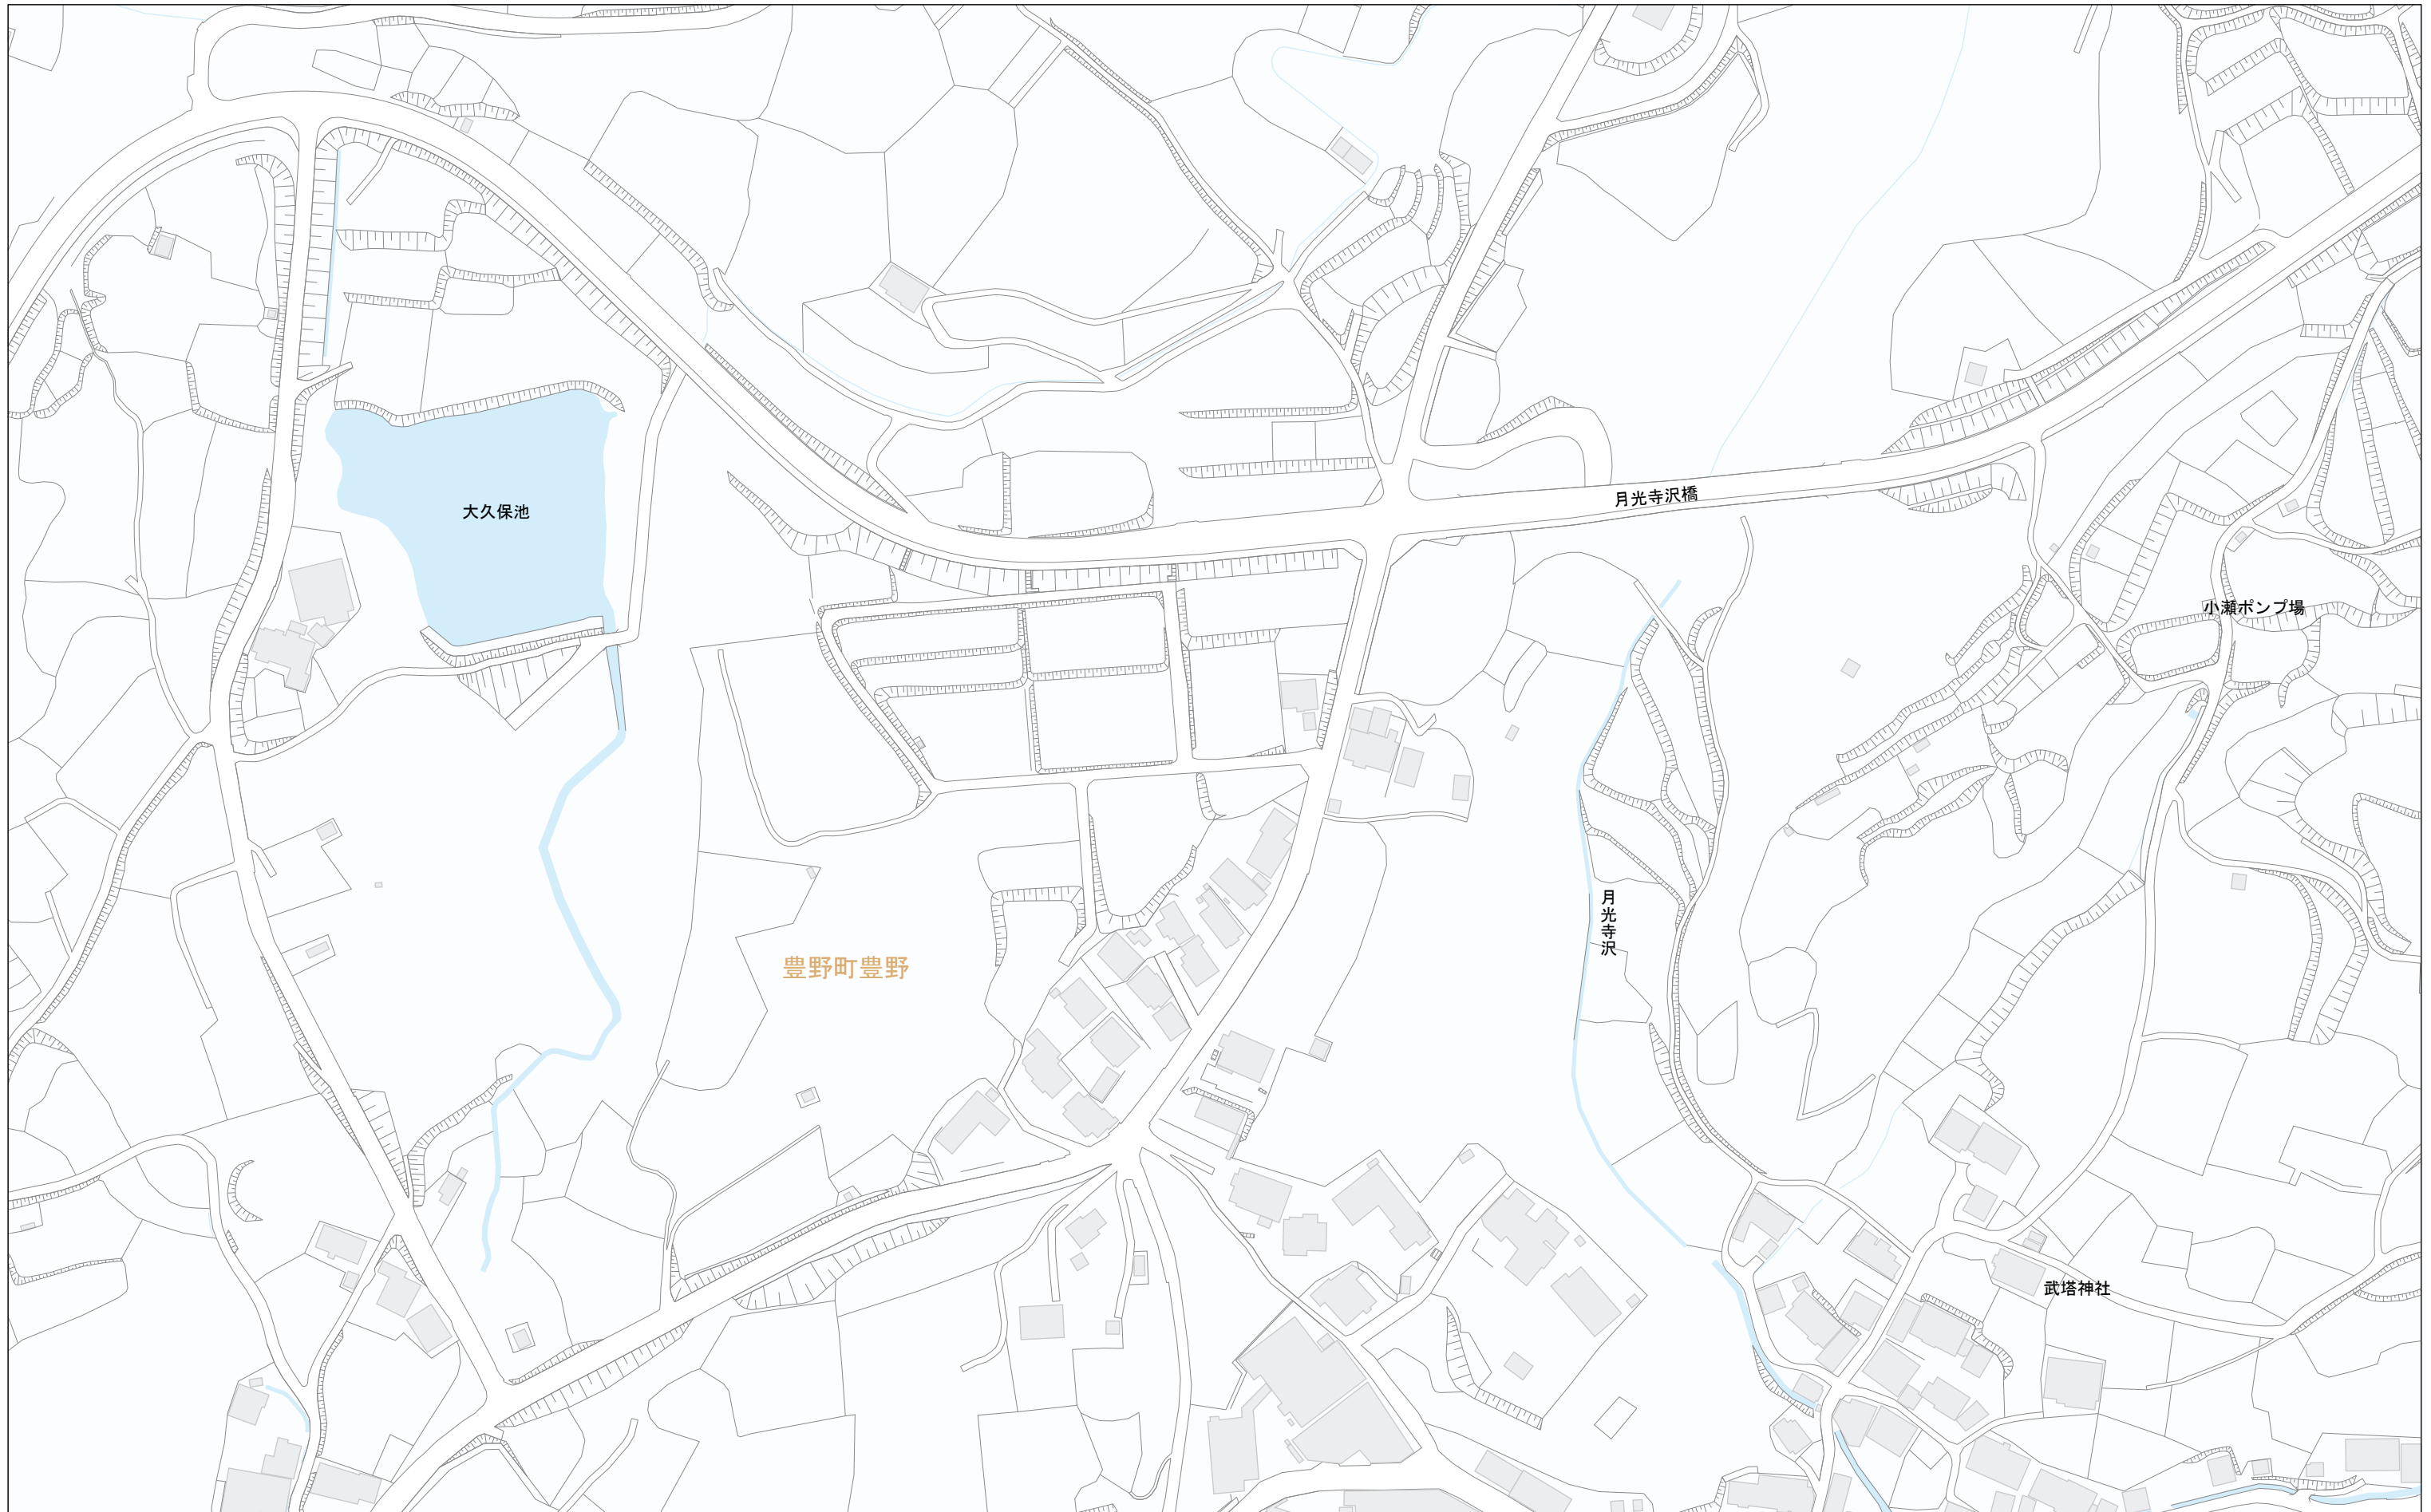 月光寺沢橋
大久保池
小瀬ポンプ場
月光寺沢
豊野町豊野
武塔神社